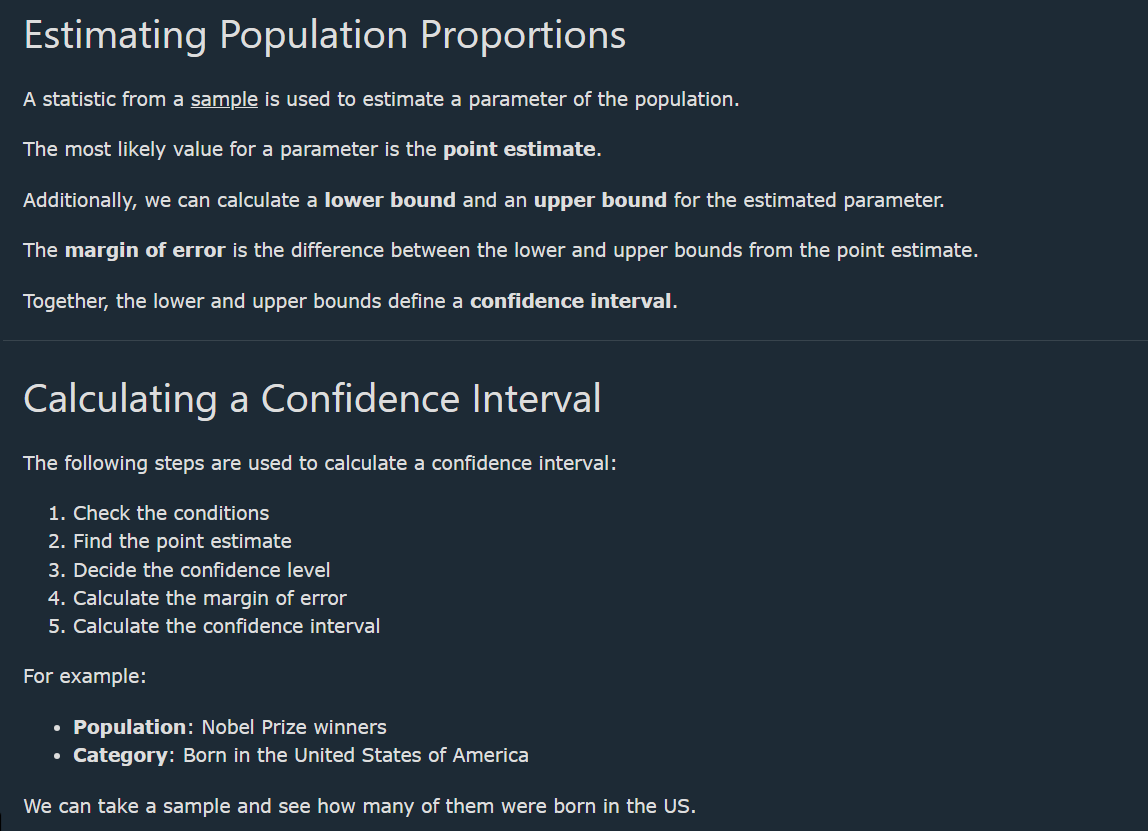 Estimating Population Proportions
A statistic from a sample is used to estimate a parameter of the population.
The most likely value for a parameter is the point estimate.
Additionally, we can calculate a lower bound and an upper bound for the estimated parameter.
The margin of error is the difference between the lower and upper bounds from the point estimate.
Together, the lower and upper bounds define a confidence interval.
Calculating a Confidence Interval
The following steps are used to calculate a confidence interval:
1. Check the conditions
2. Find the point estimate
3. Decide the confidence level
4. Calculate the margin of error
5. Calculate the confidence interval
For example:
• Population: Nobel Prize winners
• Category: Born in the United States of America
We can take a sample and see how many of them were born in the US.